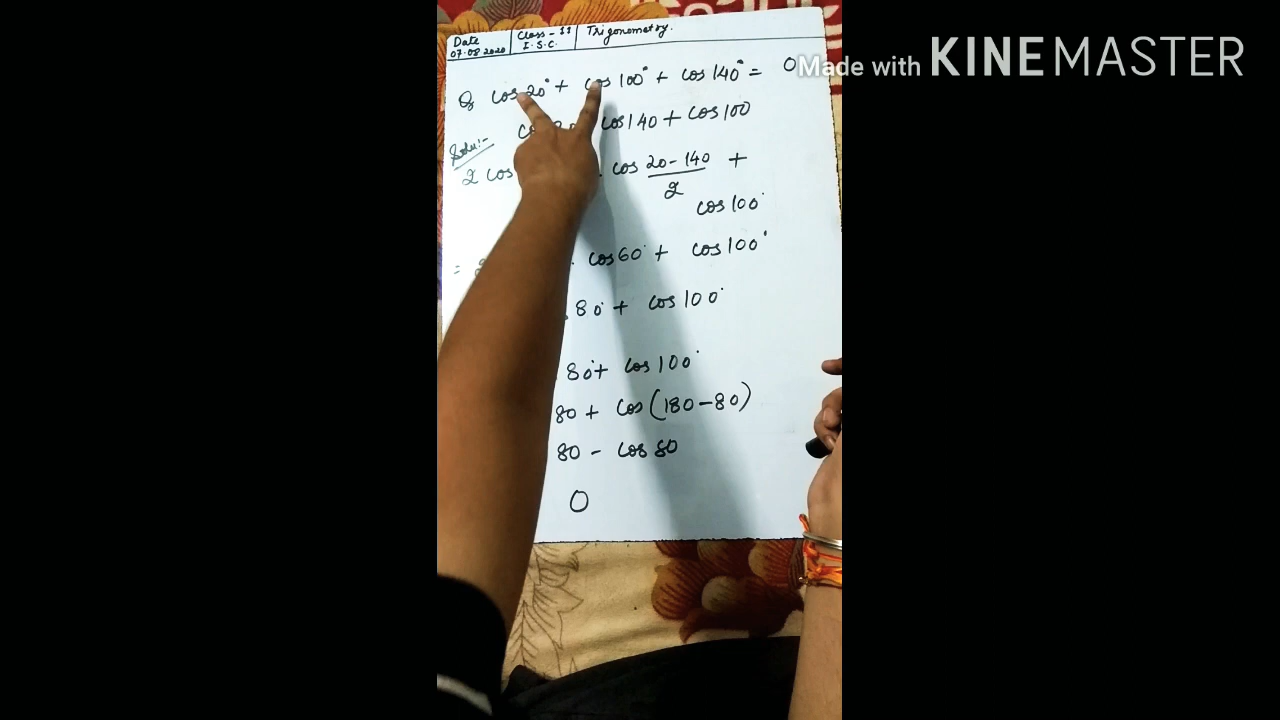 Made with KINEMASTER
Date 07.08.2020 Class-11 I.S.C. Trigonometry.
Q cos 20° + cos 100° + cos 140° = 0
Soln:- cos 140 + cos 100
2 cos cos 20-140/2 +
cos 100°
= cos 60° + cos 100°
80° + cos 100°
80° + cos 100°
80 + cos (180-80)
80 - cos 80
0